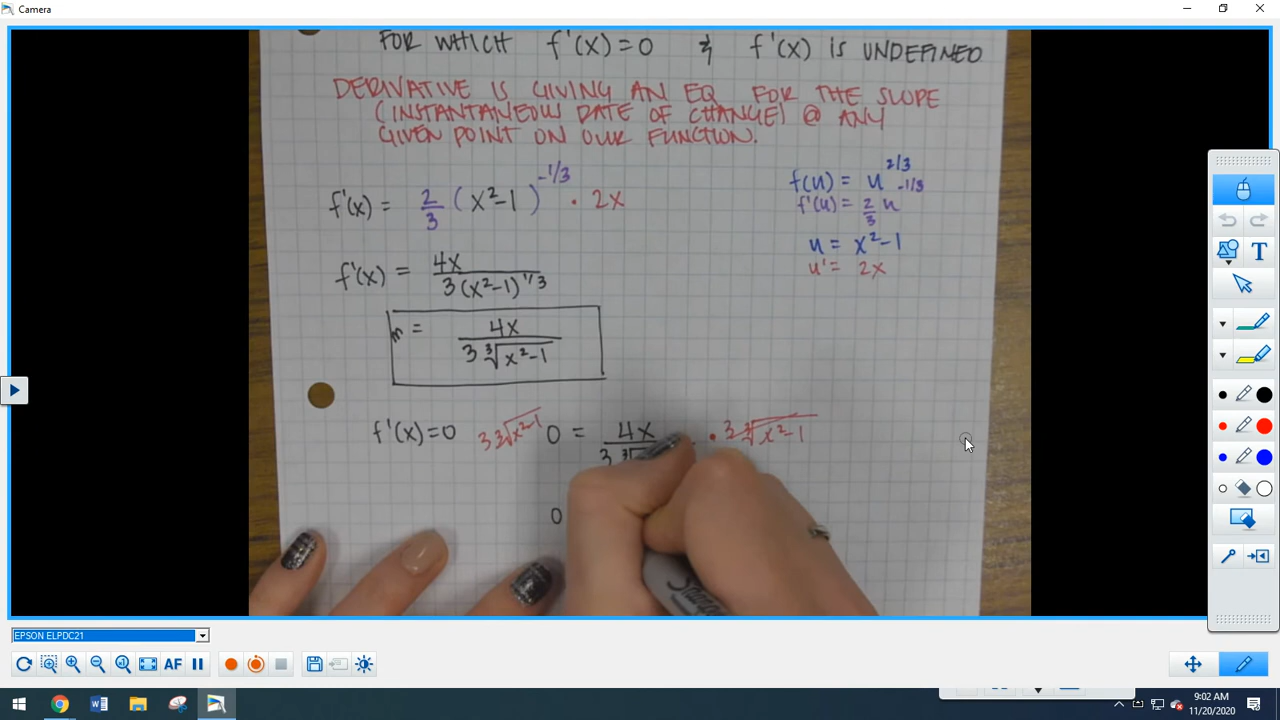 Camera
FOR WHICH f'(x)=0 & f'(x) IS UNDEFINED
DERIVATIVE IS GIVING AN EQ FOR THE SLOPE
(INSTANTANEOUS RATE OF CHANGE) @ ANY
GIVEN POINT ON OUR FUNCTION.
f'(x) = 2/3 (x²-1)^-1/3 · 2x
f'(x) = 4x / 3(x²-1)^1/3
m = 4x / 3∛x²-1
f'(x)=0 3∛x²-1 0 = 4x / 3∛ · 3∛x²-1
0
f(u) = u^2/3
f'(u) = 2/3 u^-1/3
u = x²-1
u' = 2x
T
EPSON ELPDC21
AF
9:02 AM
11/20/2020